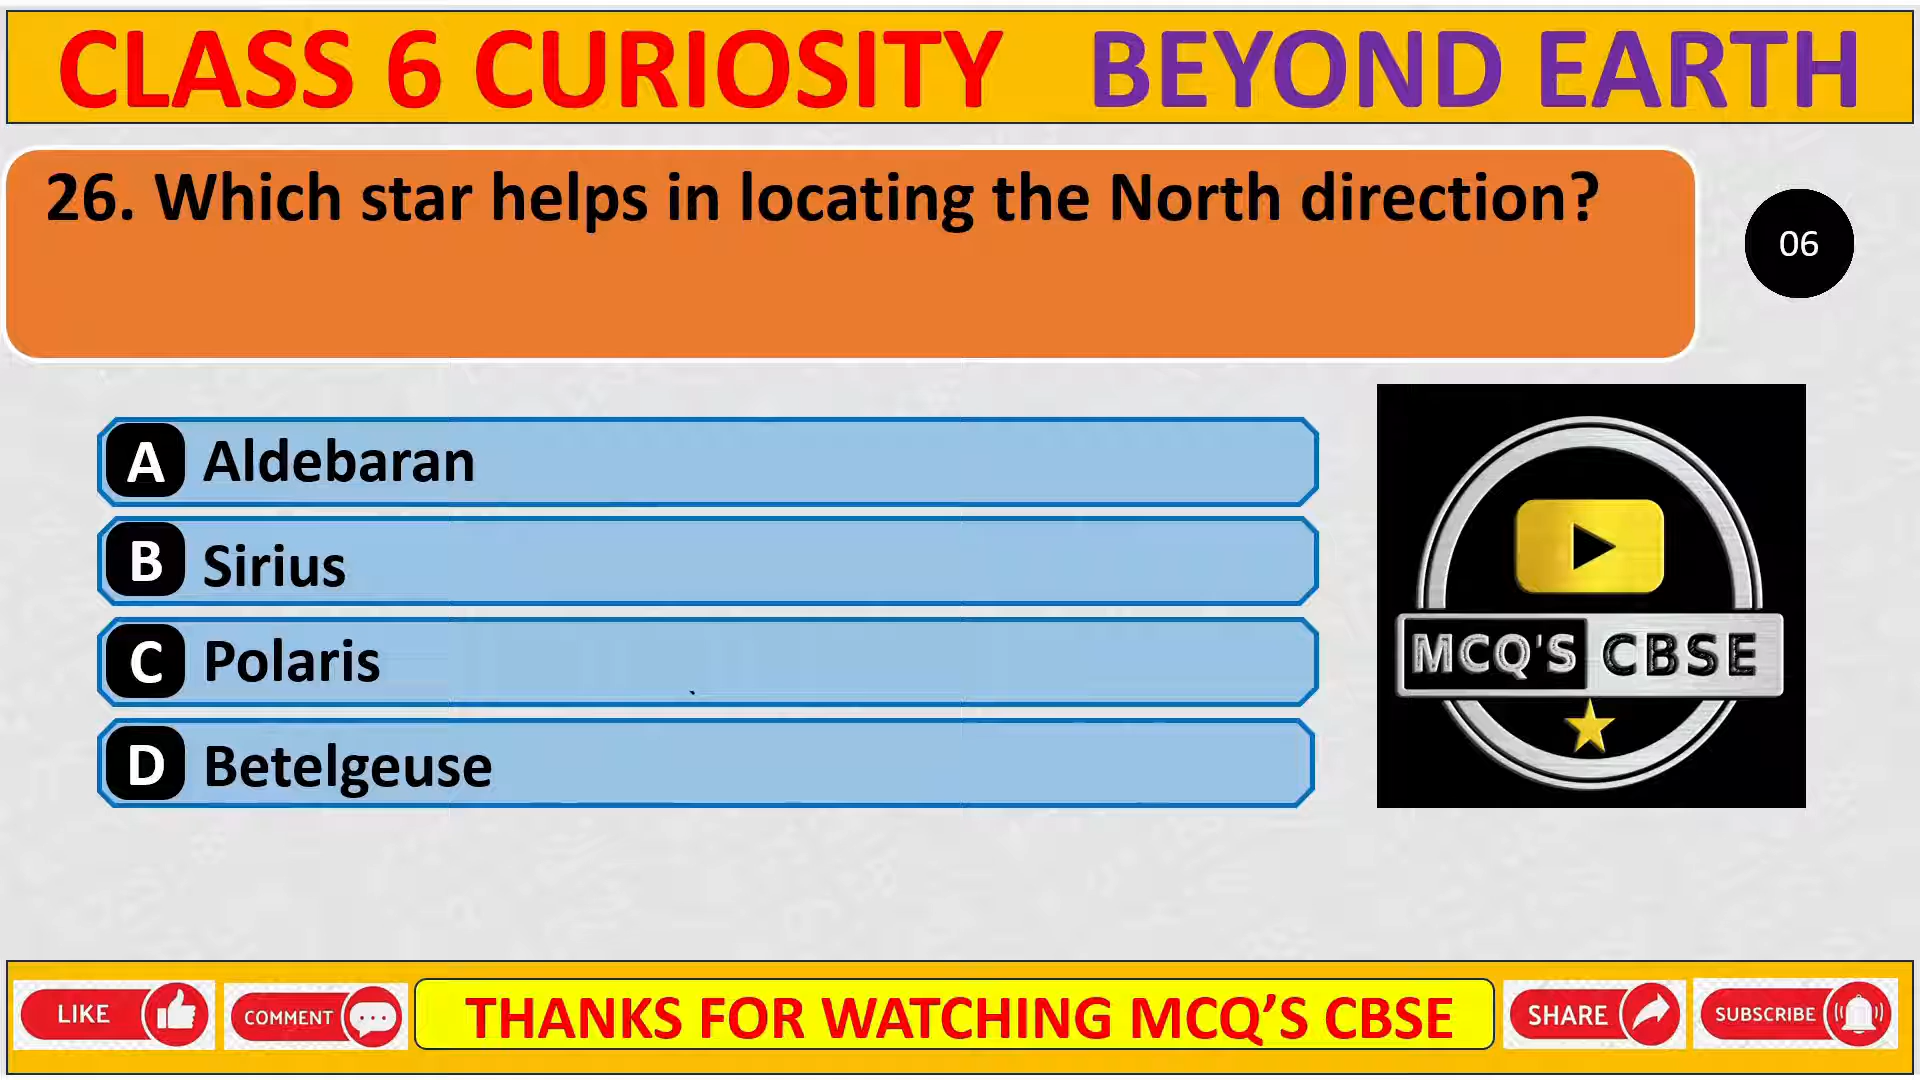 CLASS 6 CURIOSITY BEYOND EARTH
26. Which star helps in locating the North direction?
06
A Aldebaran
B Sirius
C Polaris
D Betelgeuse
MCQ'S CBSE
LIKE
COMMENT
THANKS FOR WATCHING MCQ’S CBSE
SHARE
SUBSCRIBE